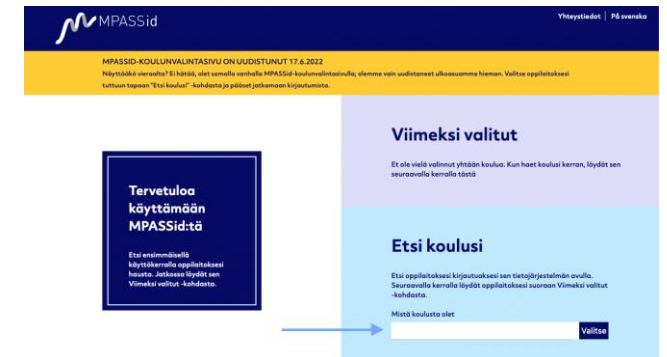 MPASSid
Yhteystiedot | På svenska
MPASSID-KOULUNVALINTASIVU ON UUDISTUNUT 17.6.2022
Näyttääkö vieraalta? Ei hätää, olet samalla vanhalla MPASSid-koulunvalintasivulla; olemme vain uudistaneet ulkoasuamme hieman. Valitse oppilaitoksesi
tuttuun tapaan "Etsi koulusi" -kohdasta ja pääset jatkamaan kirjautumista.
Tervetuloa
käyttämään
MPASSid:tä
Etsi ensimmäisellä
käyttökerralla oppilaitoksesi
hausta. Jatkossa löydät sen
Viimeksi valitut -kohdasta.
Viimeksi valitut
Et ole vielä valinnut yhtään koulua. Kun haet koulusi kerran, löydät sen
seuraavalla kerralla tästä
Etsi koulusi
Etsi oppilaitoksesi kirjautuaksesi sen tietojärjestelmän avulla.
Seuraavalla kerralla löydät oppilaitoksesi suoraan Viimeksi valitut
-kohdasta.
Mistä koulusta olet
Valitse